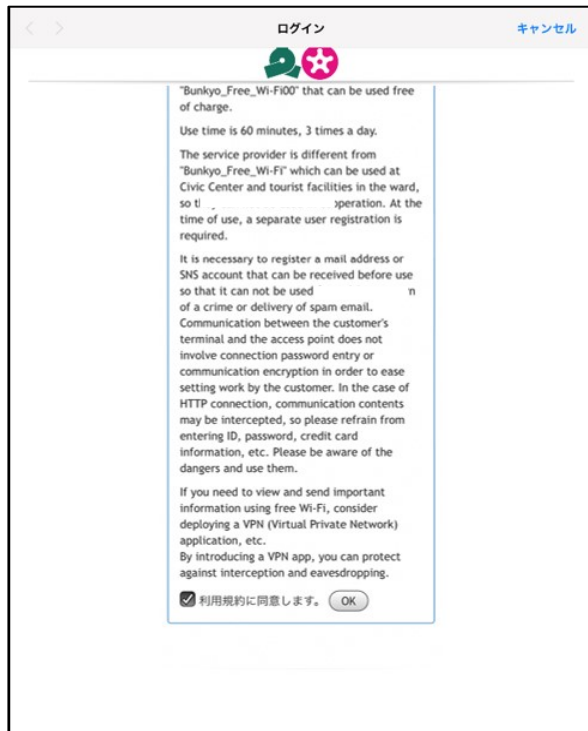 ログイン
キャンセル
"Bunkyo_Free_Wi-Fi00" that can be used free
of charge.
Use time is 60 minutes, 3 times a day.
The service provider is different from
"Bunkyo_Free_Wi-Fi" which can be used at
Civic Center and tourist facilities in the ward,
so operation. At the
time of use, a separate user registration is
required.
It is necessary to register a mail address or
SNS account that can be received before use
so that it can not be used
of a crime or delivery of spam email.
Communication between the customer's
terminal and the access point does not
involve connection password entry or
communication encryption in order to ease
setting work by the customer. In the case of
HTTP connection, communication contents
may be intercepted, so please refrain from
entering ID, password, credit card
information, etc. Please be aware of the
dangers and use them.
If you need to view and send important
information using free Wi-Fi, consider
deploying a VPN (Virtual Private Network)
application, etc.
By introducing a VPN app, you can protect
against interception and eavesdropping.
利用規約に同意します。 OK